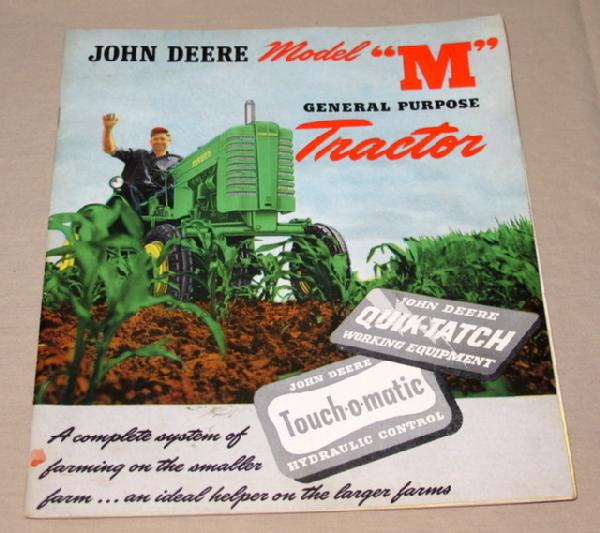 JOHN DEERE Model "M"
GENERAL PURPOSE
Tractor
JOHN DEERE
QUIK-TATCH
WORKING EQUIPMENT
JOHN DEERE
Touch-o-matic
HYDRAULIC CONTROL
A complete system of
farming on the smaller
farm... an ideal helper on the larger farms